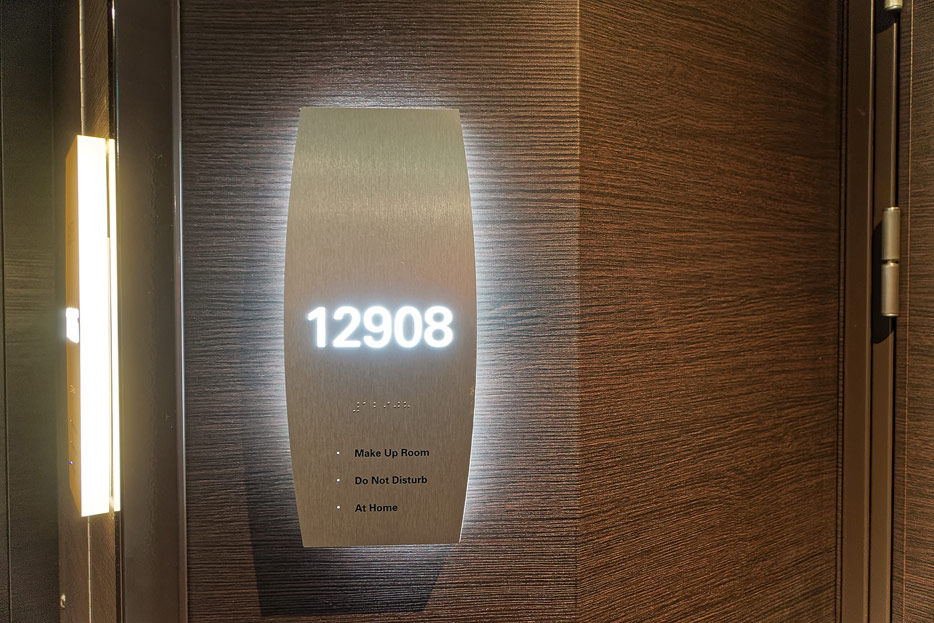 12908
Make Up Room
Do Not Disturb
At Home